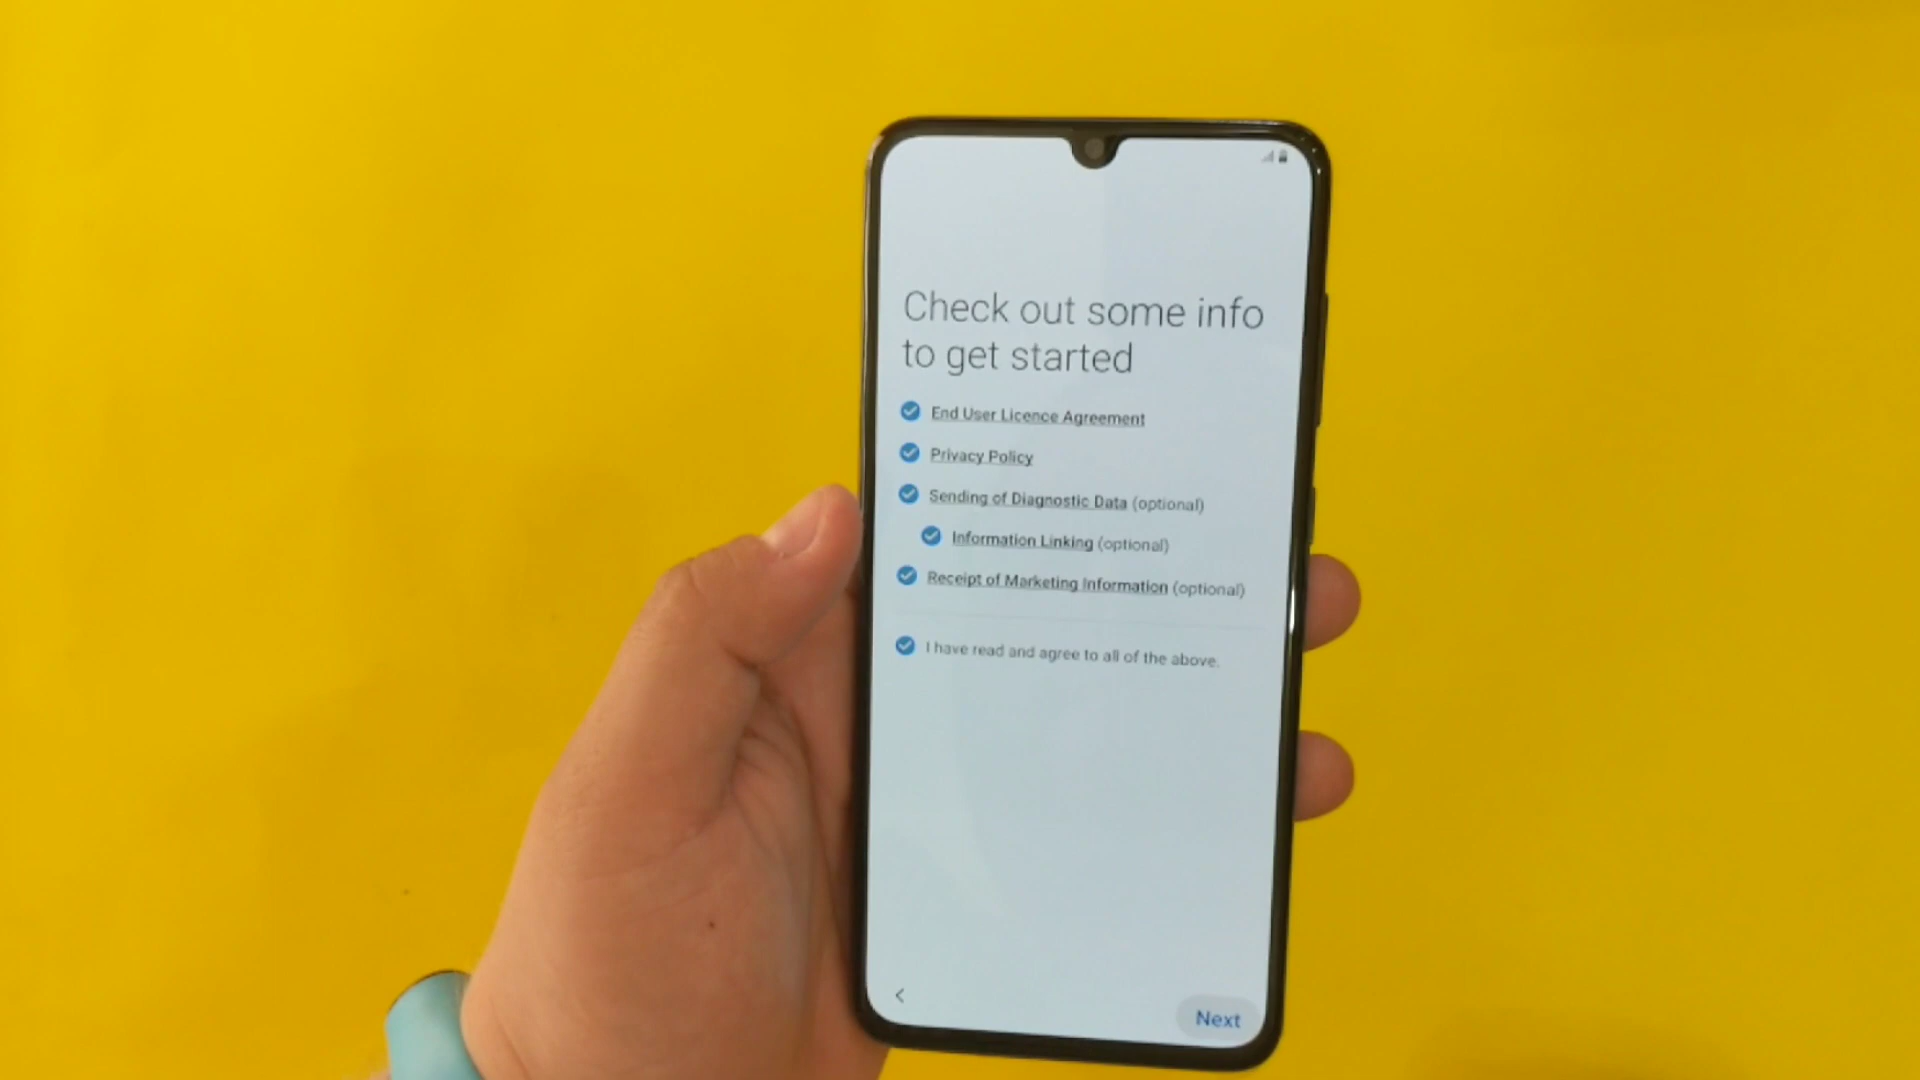 Check out some info
to get started
End User Licence Agreement
Privacy Policy
Sending of Diagnostic Data (optional)
Information Linking (optional)
Receipt of Marketing Information (optional)
I have read and agree to all of the above.
Next